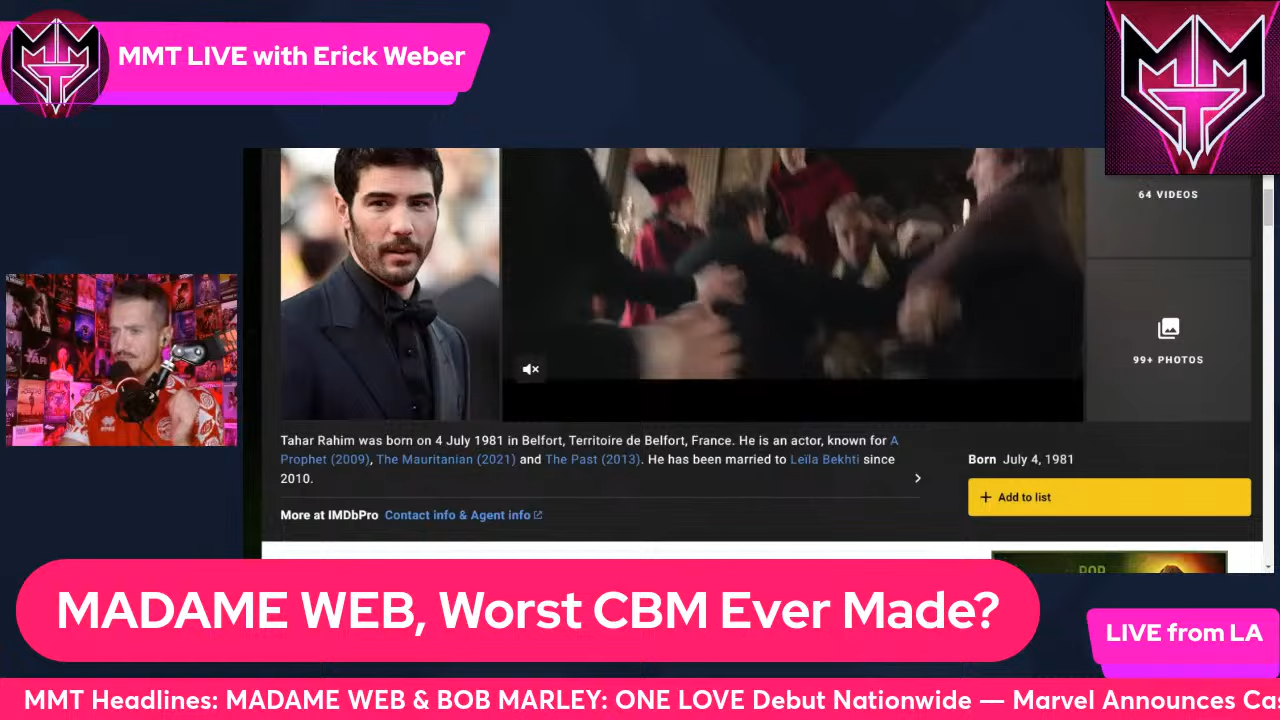 MMT LIVE with Erick Weber
64 VIDEOS
99+ PHOTOS
Tahar Rahim was born on 4 July 1981 in Belfort, Territoire de Belfort, France. He is an actor, known for A
Prophet (2009), The Mauritanian (2021) and The Past (2013). He has been married to Leïla Bekhti since
2010.
Born July 4, 1981
+ Add to list
More at IMDbPro Contact info & Agent info
TÁR
MADAME WEB, Worst CBM Ever Made?
LIVE from LA
MMT Headlines: MADAME WEB & BOB MARLEY: ONE LOVE Debut Nationwide — Marvel Announces Cas